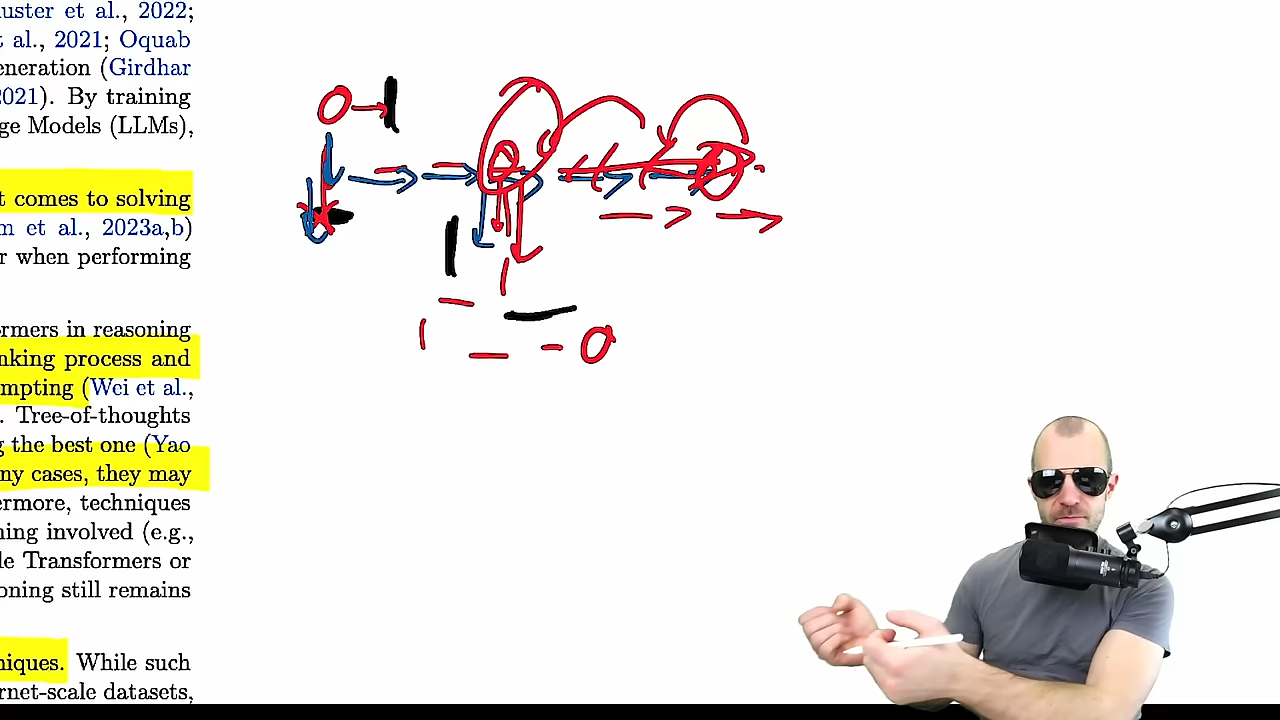 uster et al., 2022;
t al., 2021; Oquab
eneration (Girdhar
2021). By training
ge Models (LLMs),
t comes to solving
m et al., 2023a,b)
r when performing
rmers in reasoning
nking process and
mpting (Wei et al.,
. Tree-of-thoughts
g the best one (Yao
ny cases, they may
ermore, techniques
ning involved (e.g.,
le Transformers or
oning still remains
niques. While such
rnet-scale datasets,